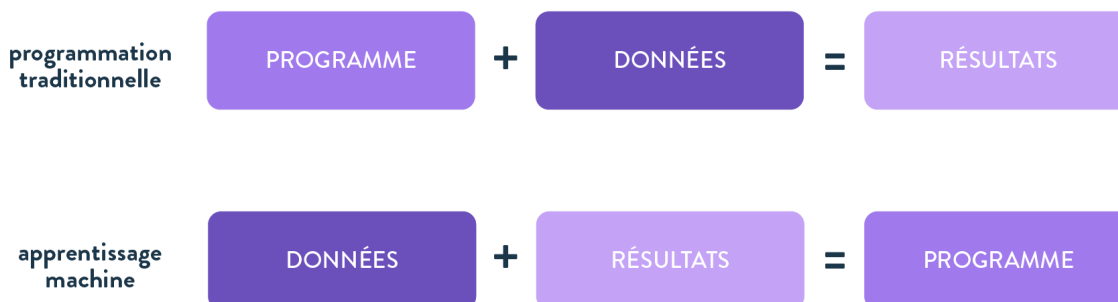 programmation
traditionnelle
PROGRAMME + DONNÉES = RÉSULTATS
apprentissage
machine
DONNÉES + RÉSULTATS = PROGRAMME